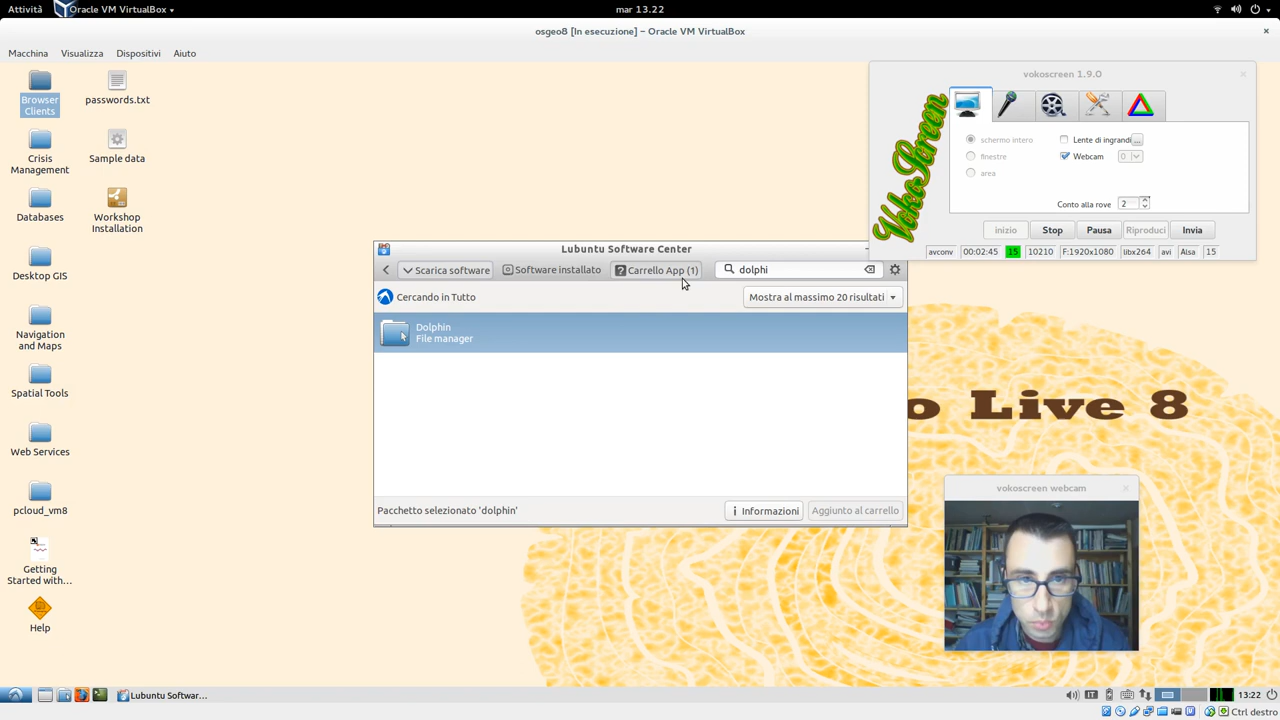 Attività
Oracle VM VirtualBox
mar 13.22
osgeo8 [In esecuzione] – Oracle VM VirtualBox
×
Macchina Visualizza Dispositivi Aiuto
Browser
Clients
passwords.txt
Crisis
Management
Sample data
Databases
Workshop
Installation
Desktop GIS
Navigation
and Maps
Spatial Tools
Web Services
pcloud_vm8
Getting
Started with...
Help
vokoscreen 1.9.0
VokoScreen
schermo intero
finestre
area
Lente di ingrandi
...
Webcam
0
Conto alla rove
2
inizio Stop Pausa Riproduci Invia
avconv 00:02:45 15 10210 F:1920x1080 libx264 avi Alsa 15
Lubuntu Software Center
Scarica software
Software installato
Carrello App (1)
dolphi
Cercando in Tutto
Mostra al massimo 20 risultati
Dolphin
File manager
Pacchetto selezionato 'dolphin'
Informazioni
Aggiunto al carrello
o Live 8
vokoscreen webcam
Lubuntu Softwar...
IT
13:22
Ctrl destro